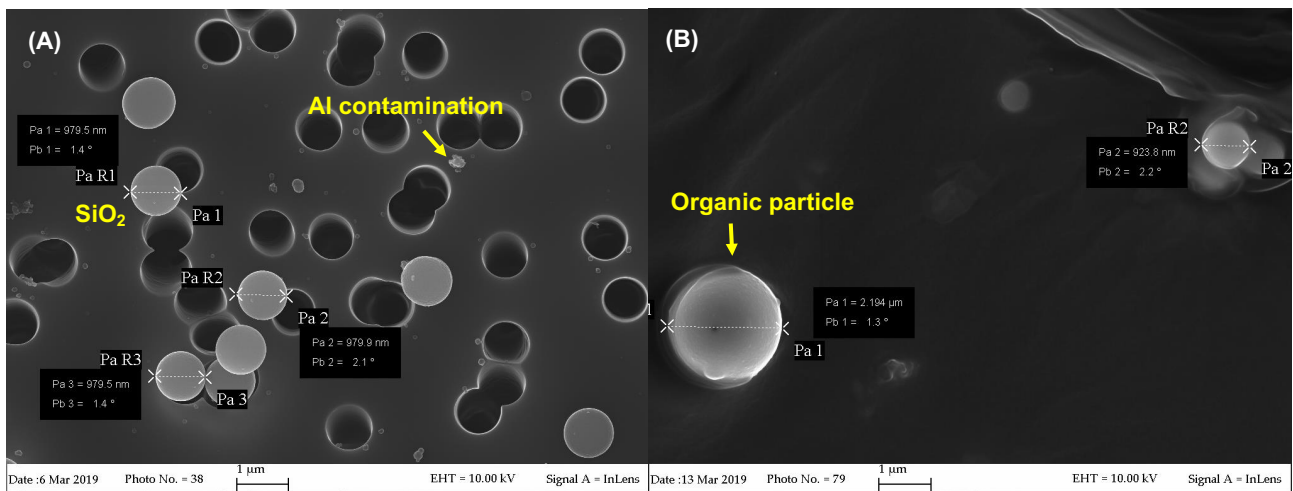 (A)
Al contamination
Pa 1 = 979.5 nm
Pb 1 = 1.4 °
Pa R1
SiO₂
Pa 1
Pa R2
Pa 2
Pa 2 = 979.9 nm
Pb 2 = 2.1 °
Pa R3
Pa 3 = 979.5 nm
Pb 3 = 1.4 °
Pa 3
Date :6 Mar 2019
Photo No. = 38
1 µm
EHT = 10.00 kV
Signal A = InLens
(B)
Pa R2
Pa 2 = 923.8 nm
Pb 2 = 2.2 °
Pa 2
Organic particle
1
Pa 1 = 2.194 µm
Pb 1 = 1.3 °
Pa 1
Date :13 Mar 2019
Photo No. = 79
1 µm
EHT = 10.00 kV
Signal A = InLens